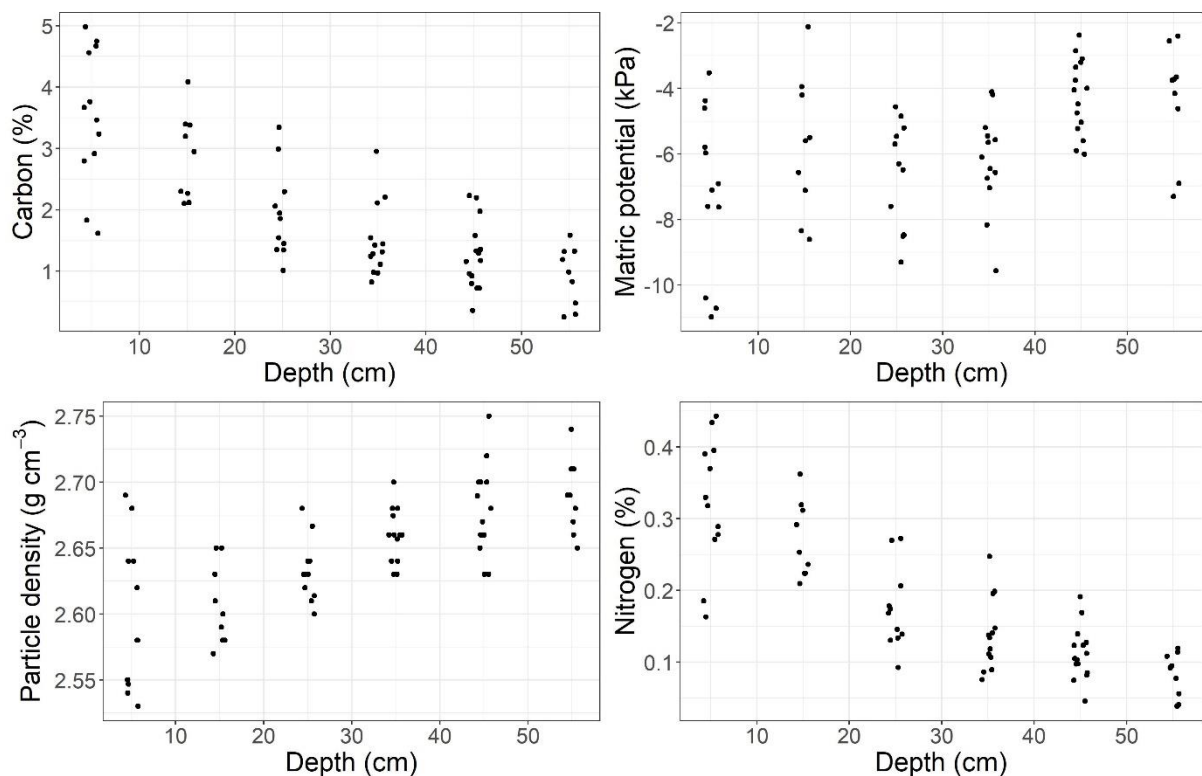 Carbon (%)
5
4
3
2
1
10 20 30 40 50
Depth (cm)
Matric potential (kPa)
-2
-4
-6
-8
-10
10 20 30 40 50
Depth (cm)
Particle density (g cm⁻³)
2.75
2.70
2.65
2.60
2.55
10 20 30 40 50
Depth (cm)
Nitrogen (%)
0.4
0.3
0.2
0.1
10 20 30 40 50
Depth (cm)